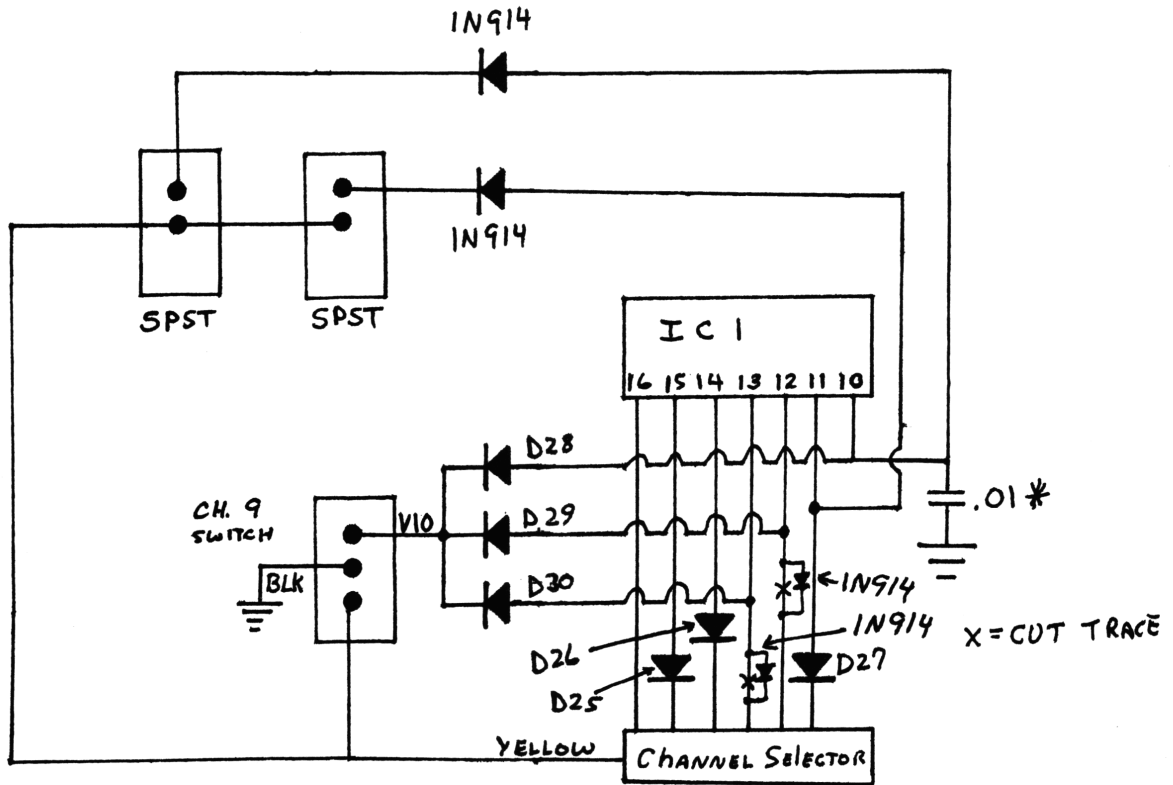 1N914
1N914
SPST
SPST
IC1
16 15 14 13 12 11 10
D28
.01*
CH. 9
SWITCH
VIO
D29
BLK
D30
1N914
1N914
X = CUT TRACE
D26
D27
D25
YELLOW
CHANNEL SELECTOR